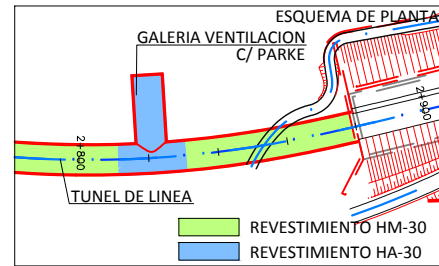 ESQUEMA DE PLANTA
GALERIA VENTILACION
C/ PARKE
2+800
2+900
TUNEL DE LINEA
REVESTIMIENTO HM-30
REVESTIMIENTO HA-30